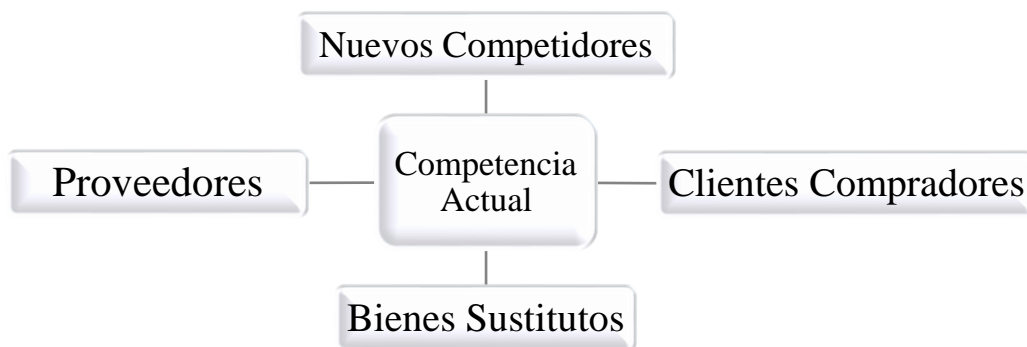 Nuevos Competidores
Proveedores
Competencia
Actual
Clientes Compradores
Bienes Sustitutos